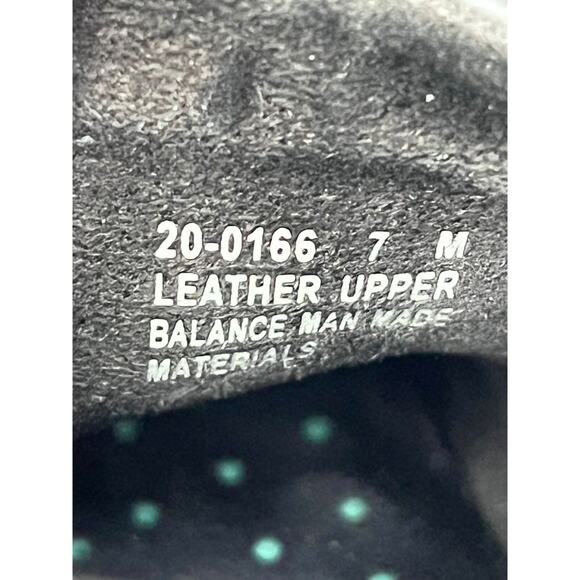 20-0166 7 M
LEATHER UPPER
BALANCE MAN MADE
MATERIALS